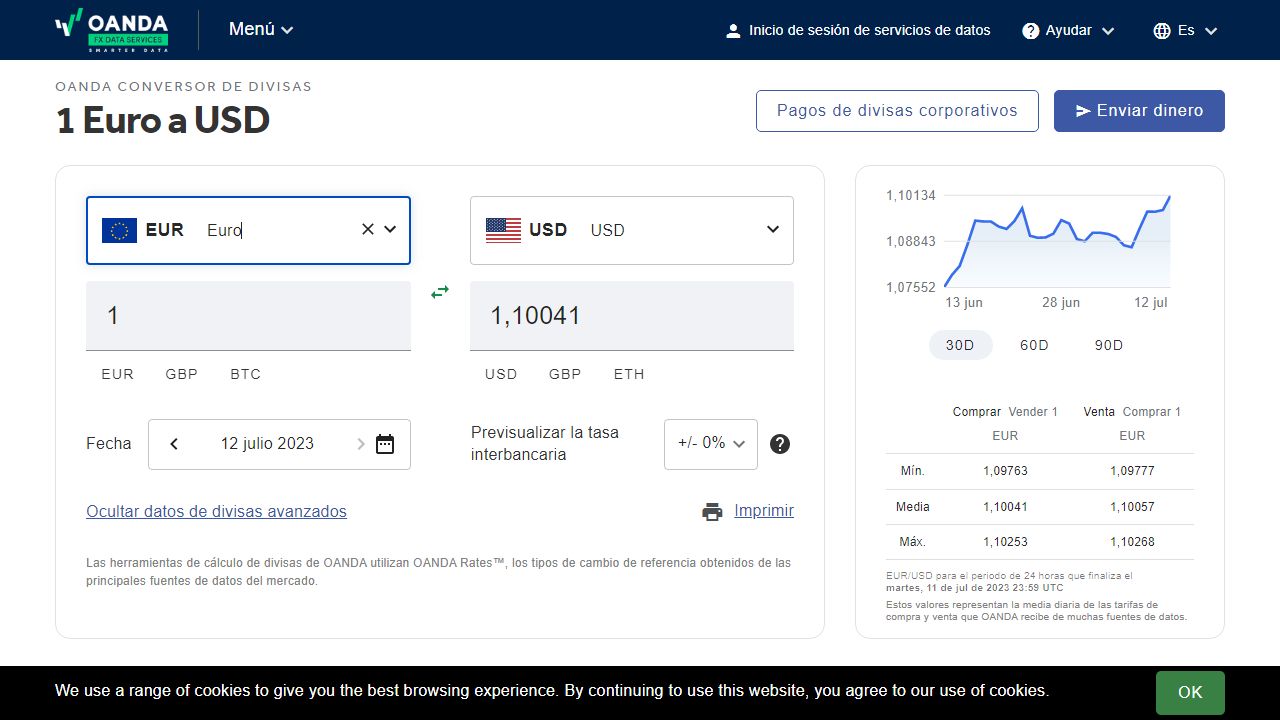 OANDA
FX DATA SERVICES
SMARTER DATA
Menú
Inicio de sesión de servicios de datos
Ayudar
Es
OANDA CONVERSOR DE DIVISAS
1 Euro a USD
Pagos de divisas corporativos
Enviar dinero
EUR Euro
USD USD
1
1,10041
EUR GBP BTC
USD GBP ETH
Fecha
12 julio 2023
Previsualizar la tasa
interbancaria
+/- 0%
?
Ocultar datos de divisas avanzados
Imprimir
Las herramientas de cálculo de divisas de OANDA utilizan OANDA Rates™, los tipos de cambio de referencia obtenidos de las
principales fuentes de datos del mercado.
1,10134
1,08843
1,07552
13 jun 28 jun 12 jul
30D 60D 90D
Comprar Vender 1 Venta Comprar 1
EUR EUR
Mín. 1,09763 1,09777
Media 1,10041 1,10057
Máx. 1,10253 1,10268
EUR/USD para el periodo de 24 horas que finaliza el
martes, 11 de jul de 2023 23:59 UTC
Estos valores representan la media diaria de las tarifas de
compra y venta que OANDA recibe de muchas fuentes de datos.
We use a range of cookies to give you the best browsing experience. By continuing to use this website, you agree to our use of cookies.
OK